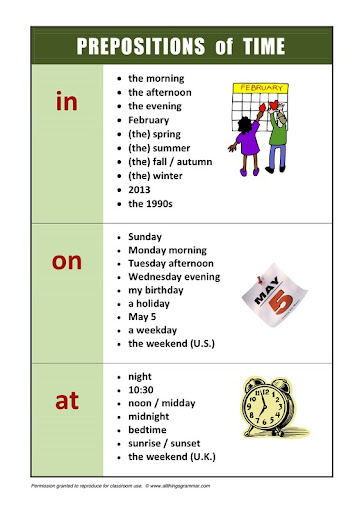 PREPOSITIONS of TIME
in
• the morning
• the afternoon
• the evening
• February
• (the) spring
• (the) summer
• (the) fall / autumn
• (the) winter
• 2013
• the 1990s
FEBRUARY
on
• Sunday
• Monday morning
• Tuesday afternoon
• Wednesday evening
• my birthday
• a holiday
• May 5
• a weekday
• the weekend (U.S.)
MAY
5
at
• night
• 10:30
• noon / midday
• midnight
• bedtime
• sunrise / sunset
• the weekend (U.K.)
Permission granted to reproduce for classroom use. © www.allthingsgrammar.com